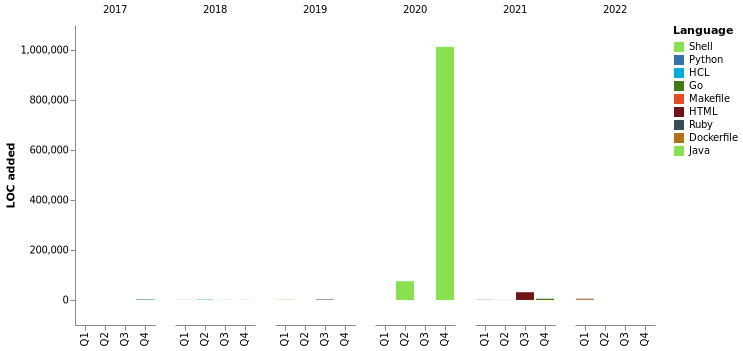 2017 2018 2019 2020 2021 2022
Language
Shell
Python
HCL
Go
Makefile
HTML
Ruby
Dockerfile
Java
LOC added
1,000,000
800,000
600,000
400,000
200,000
0
Q1 Q2 Q3 Q4 Q1 Q2 Q3 Q4 Q1 Q2 Q3 Q4 Q1 Q2 Q3 Q4 Q1 Q2 Q3 Q4 Q1 Q2 Q3 Q4